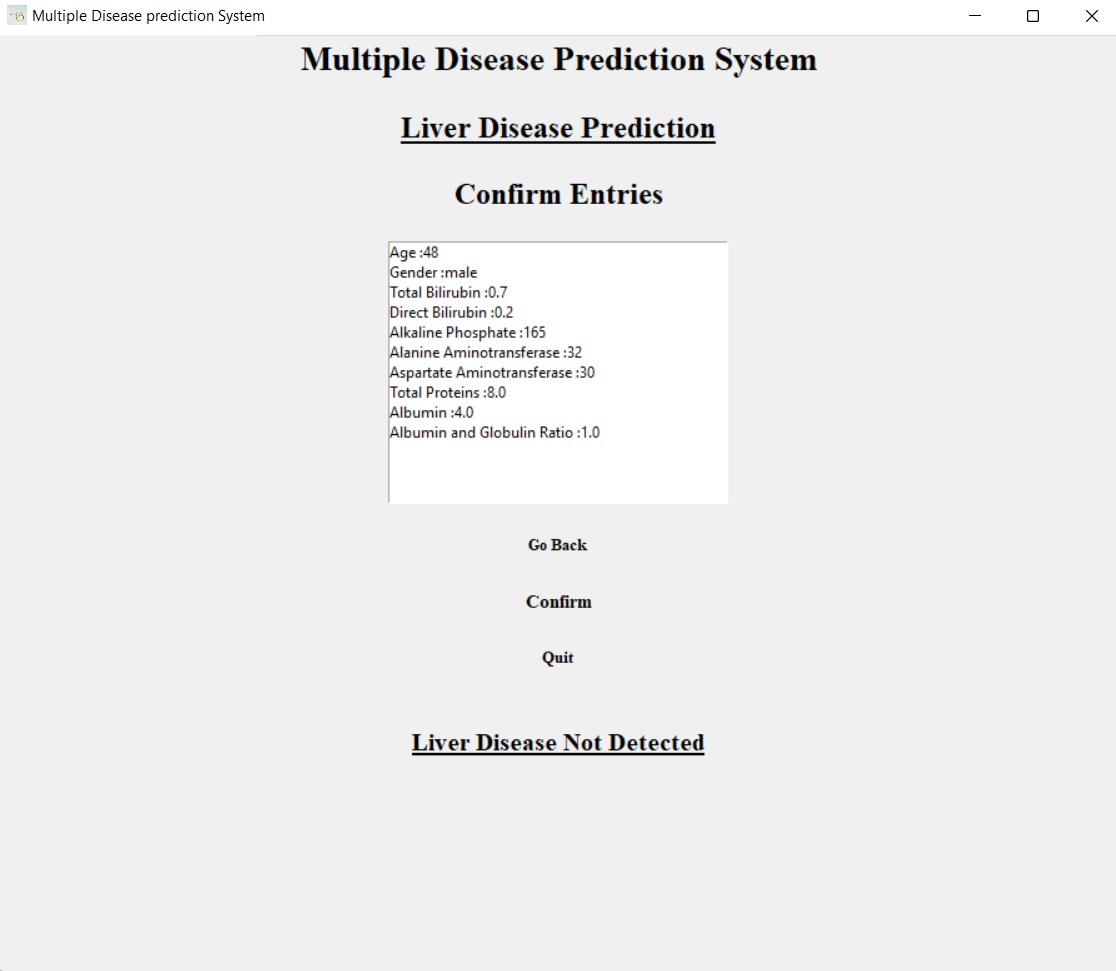 Multiple Disease prediction System
Multiple Disease Prediction System
Liver Disease Prediction
Confirm Entries
Age :48
Gender :male
Total Bilirubin :0.7
Direct Bilirubin :0.2
Alkaline Phosphate :165
Alanine Aminotransferase :32
Aspartate Aminotransferase :30
Total Proteins :8.0
Albumin :4.0
Albumin and Globulin Ratio :1.0
Go Back
Confirm
Quit
Liver Disease Not Detected